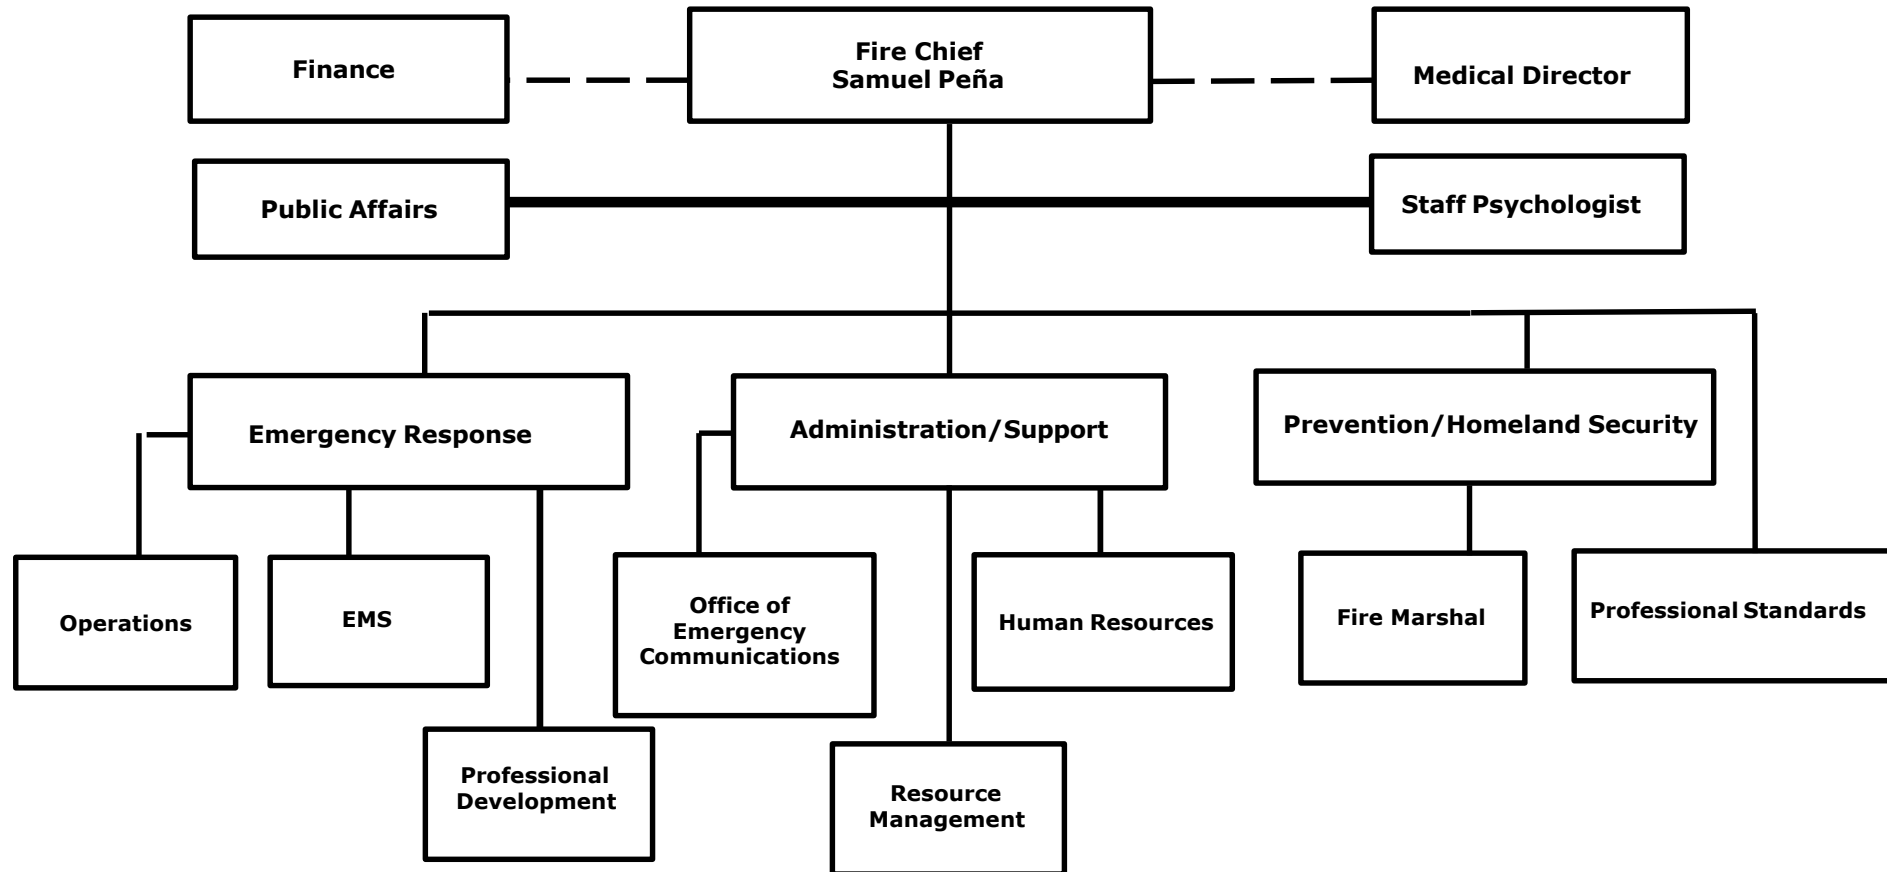 Finance
Fire Chief
Samuel Peña
Medical Director
Public Affairs
Staff Psychologist
Emergency Response
Administration/Support
Prevention/Homeland Security
Operations
EMS
Office of
Emergency
Communications
Human Resources
Fire Marshal
Professional Standards
Professional
Development
Resource
Management